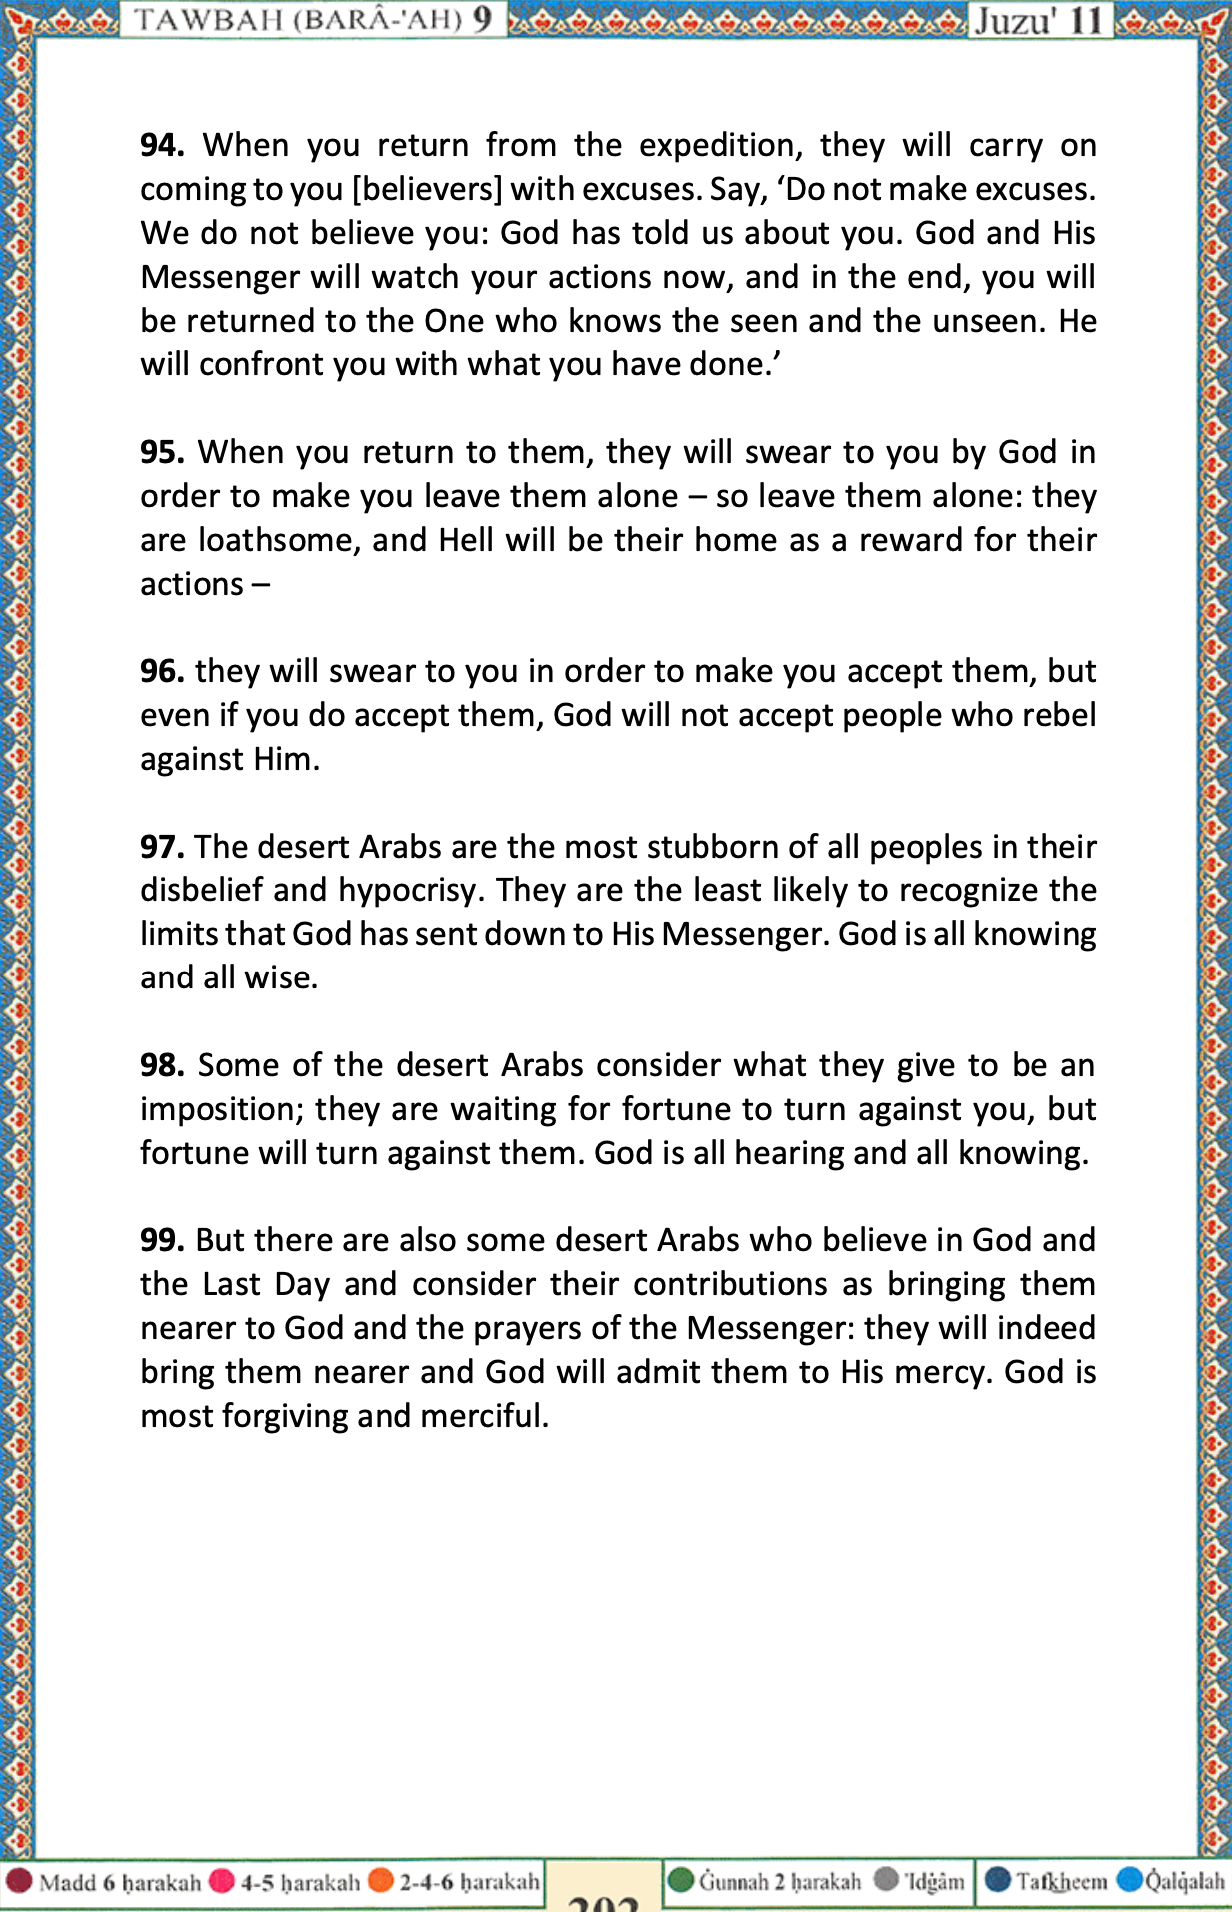 TAWBAH (BARÂ-'AH) 9
Juzu' 11
94. When you return from the expedition, they will carry on
coming to you [believers] with excuses. Say, ‘Do not make excuses.
We do not believe you: God has told us about you. God and His
Messenger will watch your actions now, and in the end, you will
be returned to the One who knows the seen and the unseen. He
will confront you with what you have done.’
95. When you return to them, they will swear to you by God in
order to make you leave them alone – so leave them alone: they
are loathsome, and Hell will be their home as a reward for their
actions –
96. they will swear to you in order to make you accept them, but
even if you do accept them, God will not accept people who rebel
against Him.
97. The desert Arabs are the most stubborn of all peoples in their
disbelief and hypocrisy. They are the least likely to recognize the
limits that God has sent down to His Messenger. God is all knowing
and all wise.
98. Some of the desert Arabs consider what they give to be an
imposition; they are waiting for fortune to turn against you, but
fortune will turn against them. God is all hearing and all knowing.
99. But there are also some desert Arabs who believe in God and
the Last Day and consider their contributions as bringing them
nearer to God and the prayers of the Messenger: they will indeed
bring them nearer and God will admit them to His mercy. God is
most forgiving and merciful.
Madd 6 ḥarakah 4-5 ḥarakah 2-4-6 ḥarakah
Ġunnah 2 ḥarakah 'Idġâm
Tafkheem Q̇alq̇alah